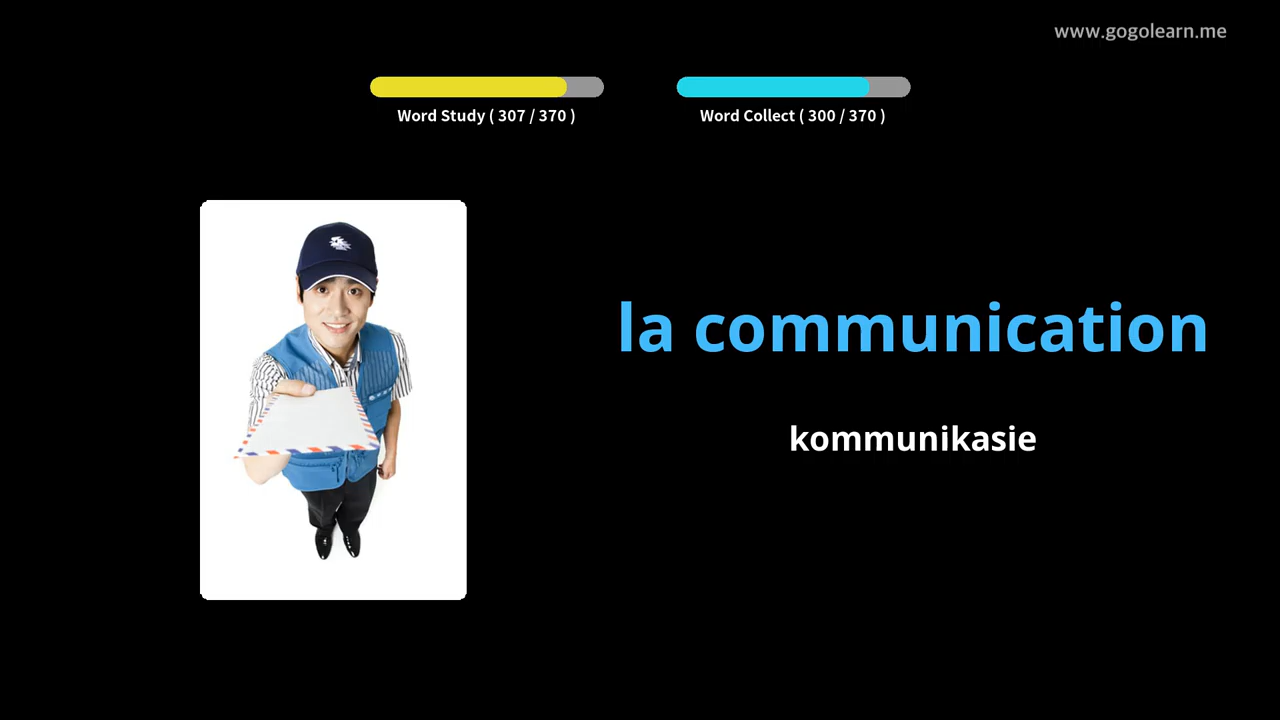 www.gogolearn.me
Word Study ( 307 / 370 )
Word Collect ( 300 / 370 )
la communication
kommunikasie